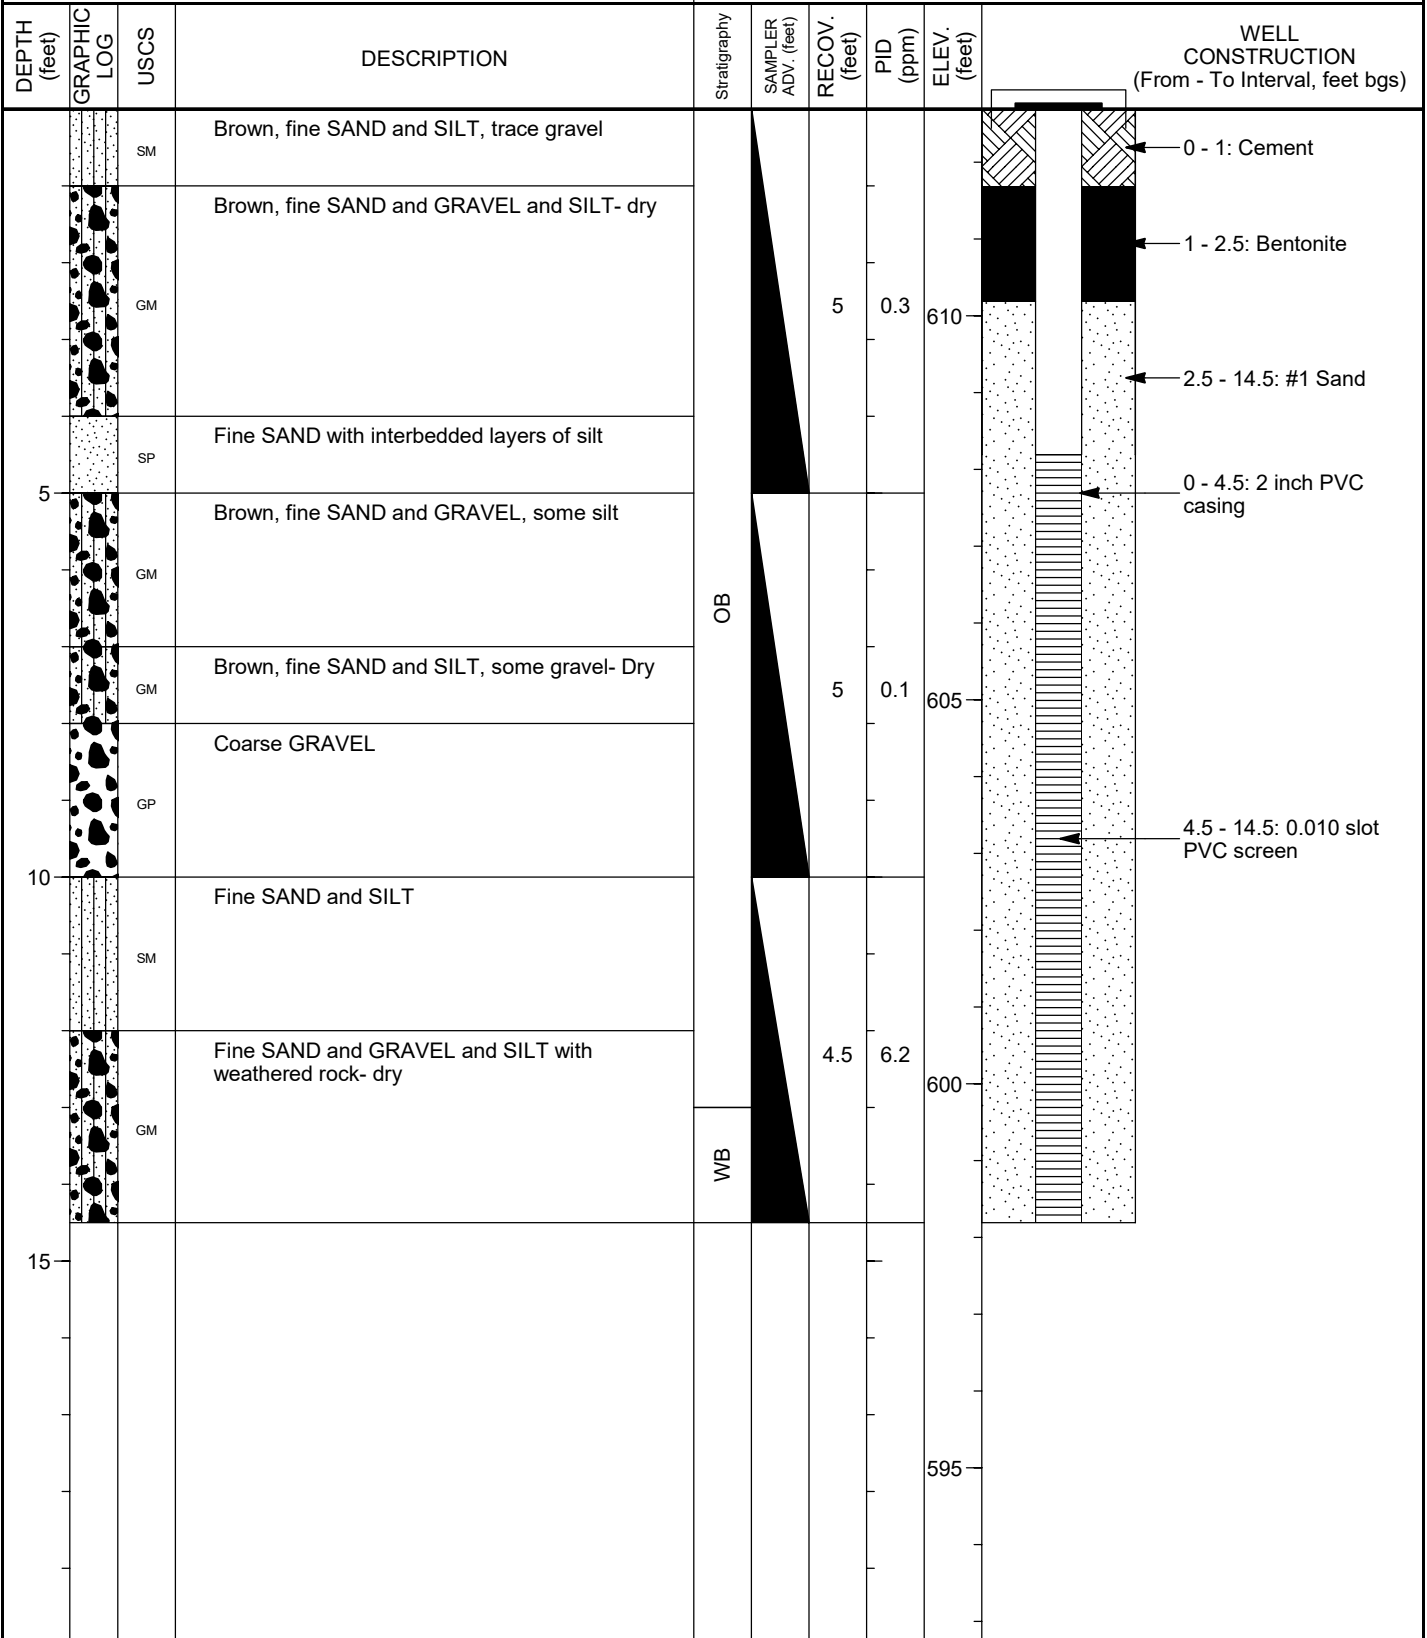 DEPTH
(feet)
GRAPHIC
LOG
USCS
DESCRIPTION
Stratigraphy
SAMPLER
ADV. (feet)
RECOV.
(feet)
PID
(ppm)
ELEV.
(feet)
WELL
CONSTRUCTION
(From - To Interval, feet bgs)
SM
Brown, fine SAND and SILT, trace gravel
0 - 1: Cement
GM
Brown, fine SAND and GRAVEL and SILT- dry
1 - 2.5: Bentonite
5
0.3
610
2.5 - 14.5: #1 Sand
SP
Fine SAND with interbedded layers of silt
5
0 - 4.5: 2 inch PVC
casing
GM
Brown, fine SAND and GRAVEL, some silt
OB
GM
Brown, fine SAND and SILT, some gravel- Dry
5
0.1
605
GP
Coarse GRAVEL
4.5 - 14.5: 0.010 slot
PVC screen
10
SM
Fine SAND and SILT
GM
Fine SAND and GRAVEL and SILT with
weathered rock- dry
4.5
6.2
600
WB
15
595